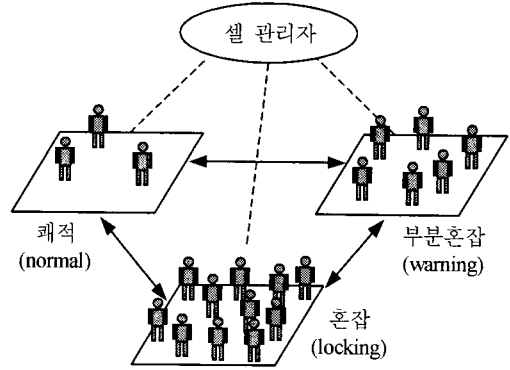 셀 관리자
쾌적
(normal)
부분혼잡
(warning)
혼잡
(locking)